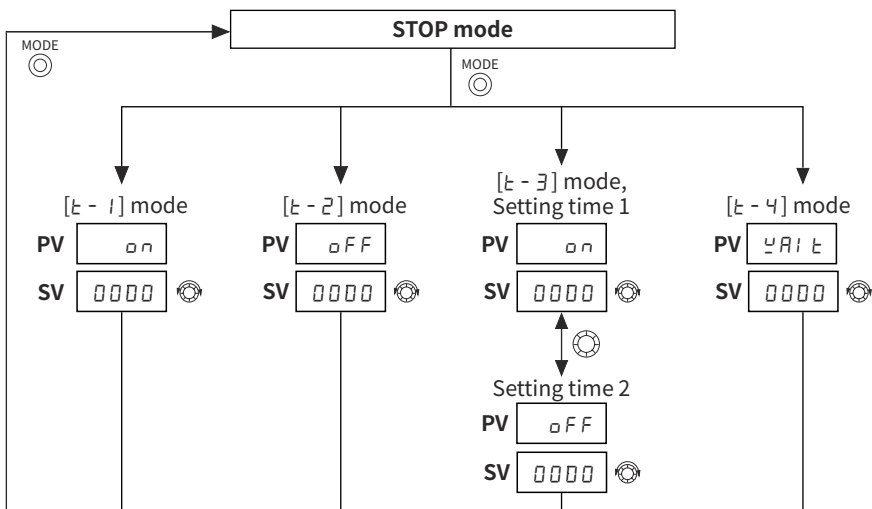 STOP mode
MODE
MODE
[t - 1] mode
PV on
SV 0000
[t - 2] mode
PV oFF
SV 0000
[t - 3] mode,
Setting time 1
PV on
SV 0000
Setting time 2
PV oFF
SV 0000
[t - 4] mode
PV WAIt
SV 0000